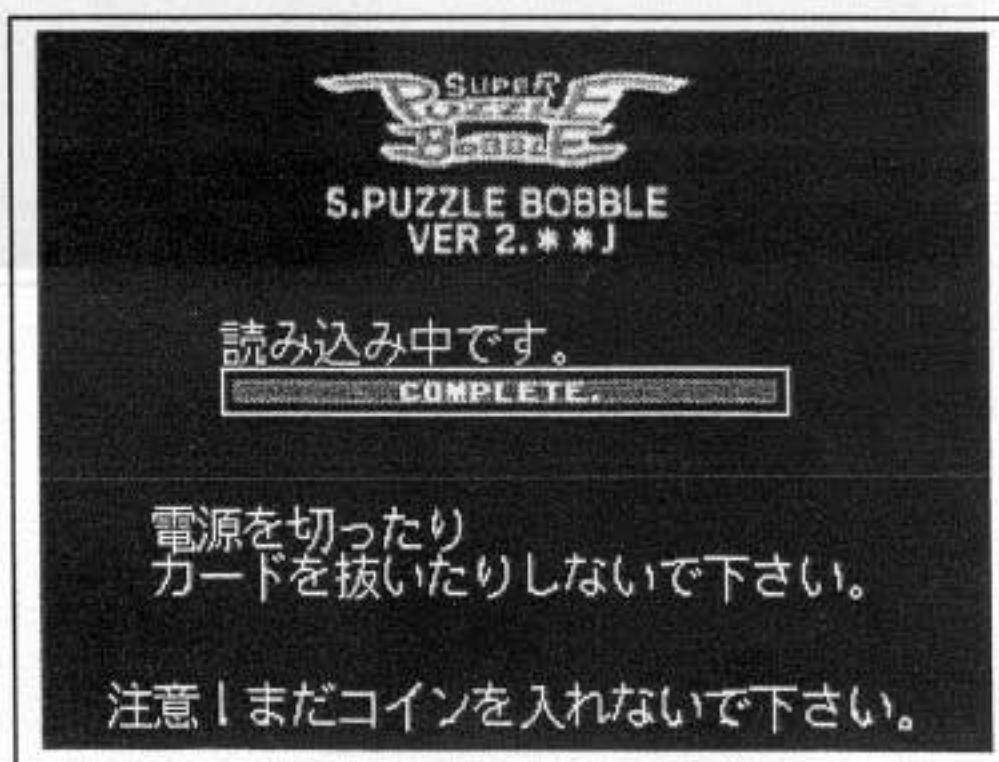 SUPER
PUZZLE
BOBBLE
S.PUZZLE BOBBLE
VER 2.**J
読み込み中です。
COMPLETE.
電源を切ったり
カードを抜いたりしないで下さい。
注意!まだコインを入れないで下さい。